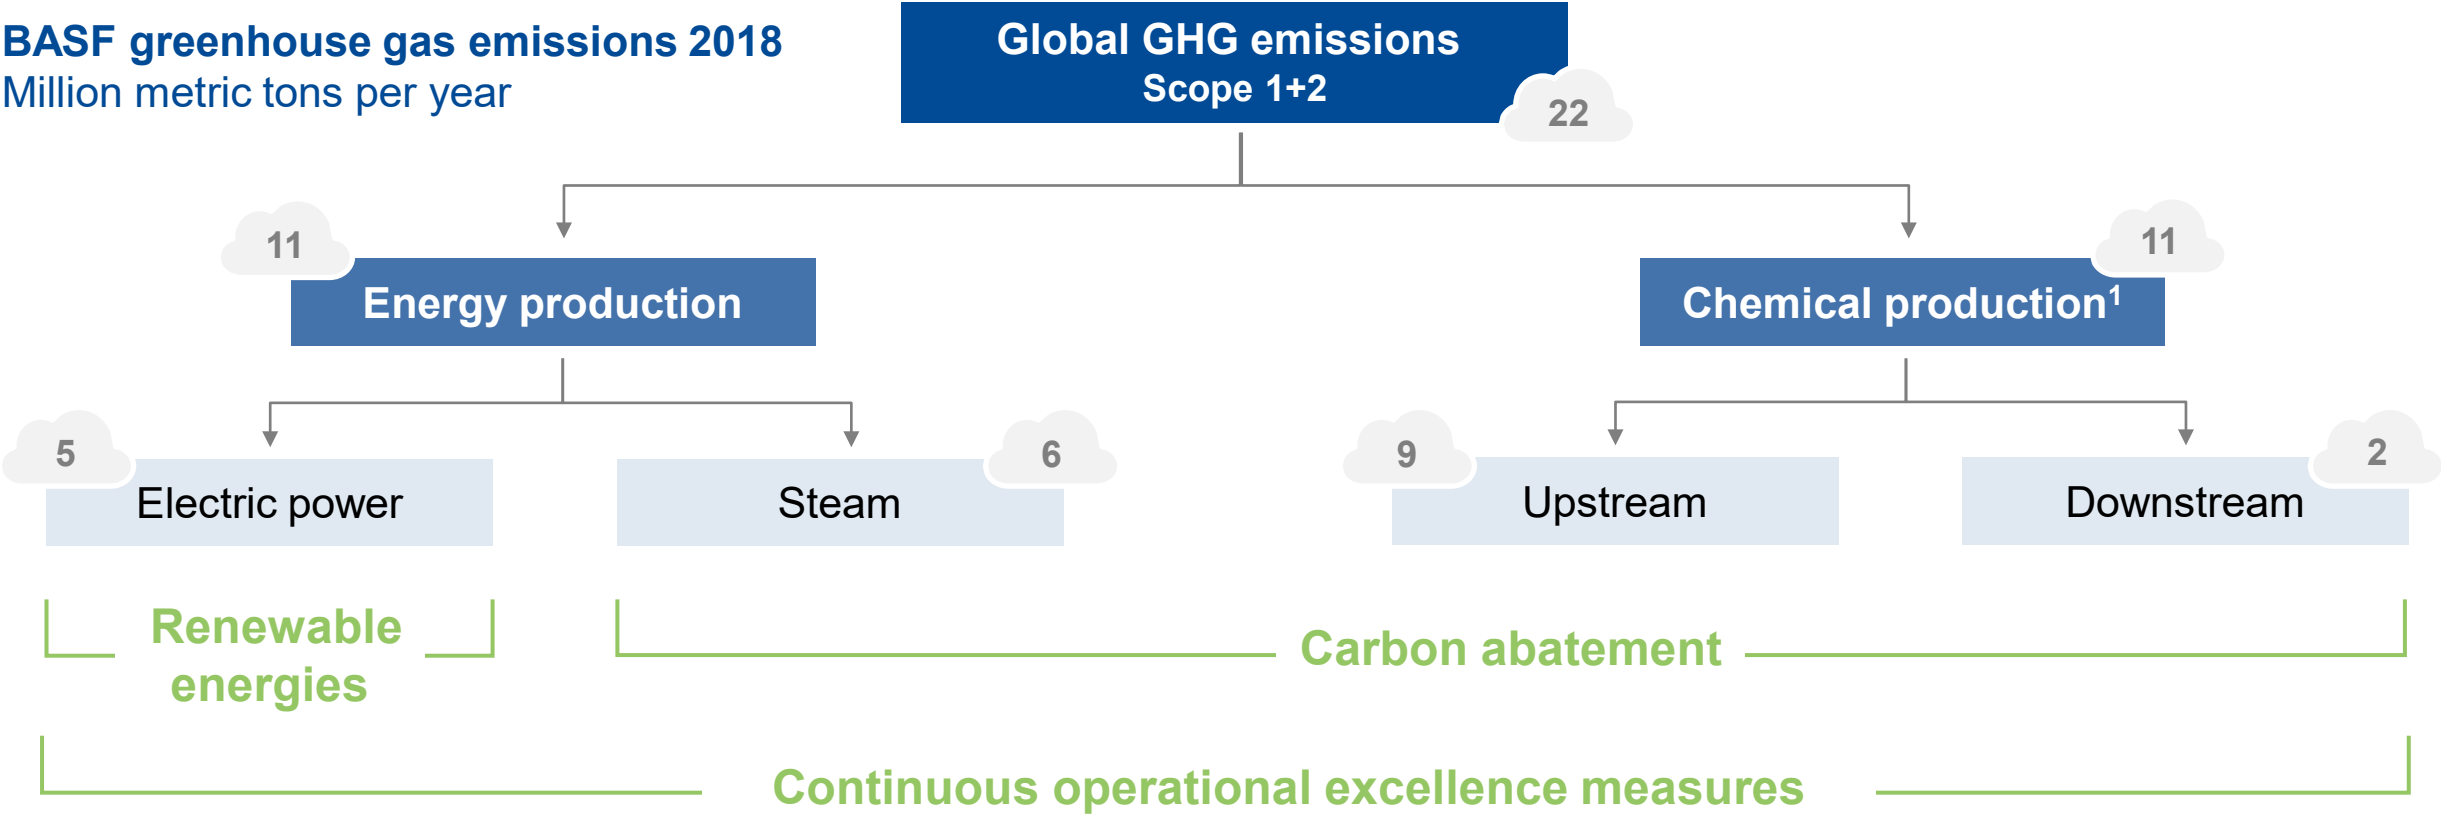 BASF greenhouse gas emissions 2018
Million metric tons per year
Global GHG emissions
Scope 1+2
22
11
Energy production
11
Chemical production¹
5
Electric power
6
Steam
9
Upstream
2
Downstream
Renewable
energies
Carbon abatement
Continuous operational excellence measures